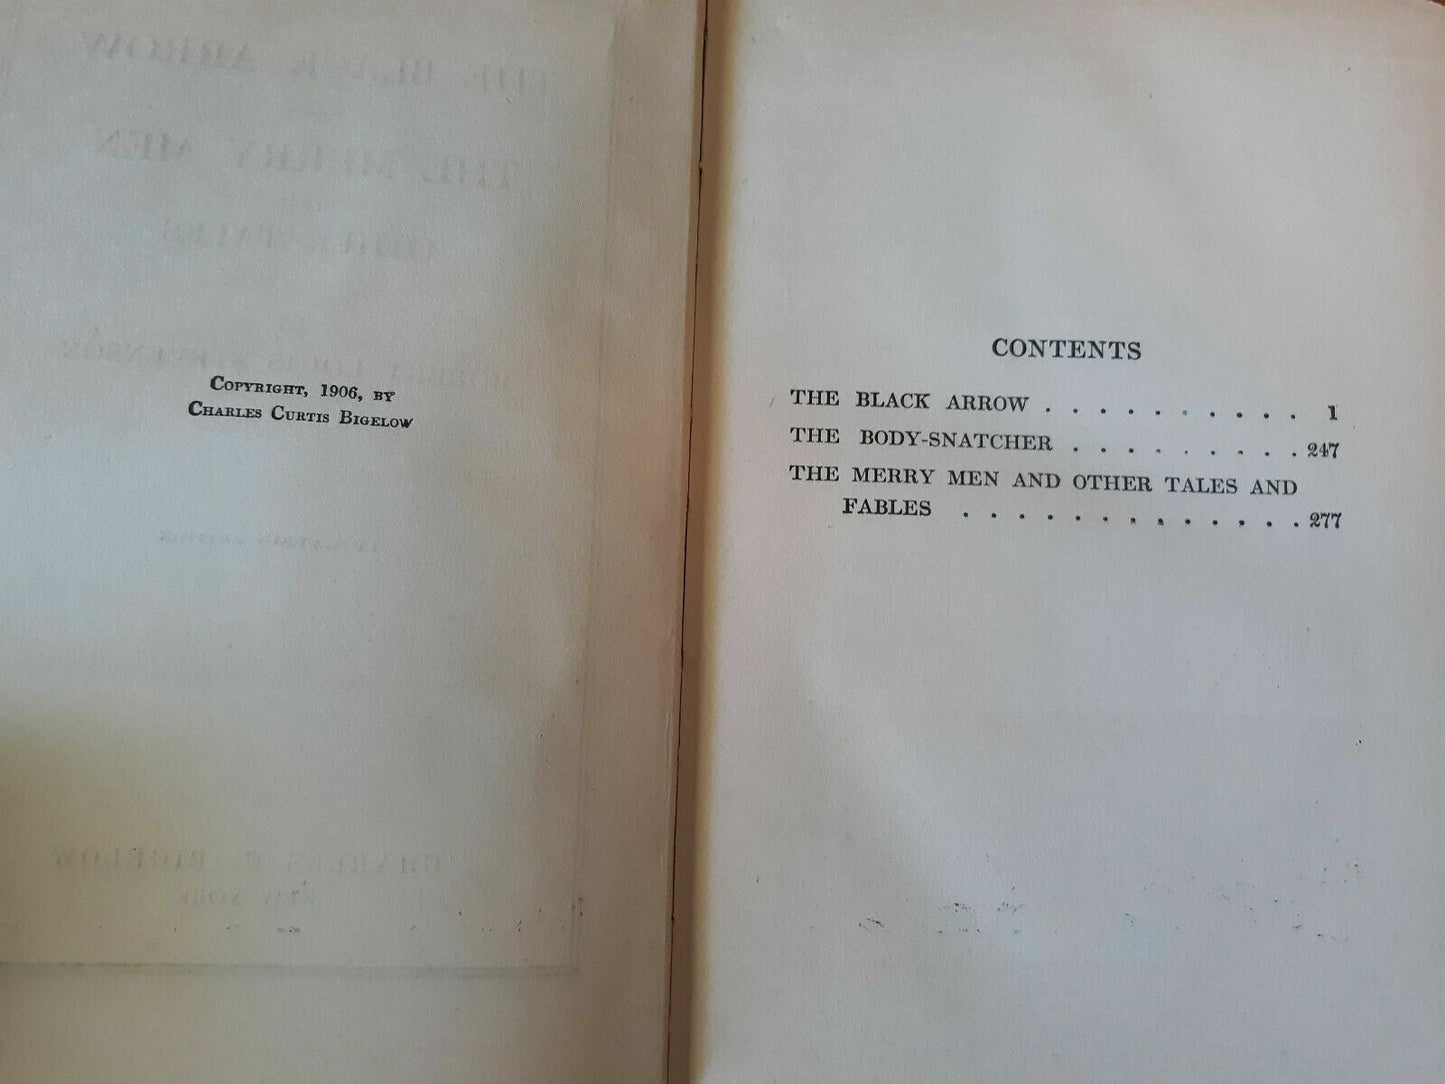 COPYRIGHT, 1906, BY
CHARLES CURTIS BIGELOW
CONTENTS
THE BLACK ARROW . . . . . . . . . . 1
THE BODY-SNATCHER . . . . . . . . . 247
THE MERRY MEN AND OTHER TALES AND
FABLES . . . . . . . . . . . . . 277